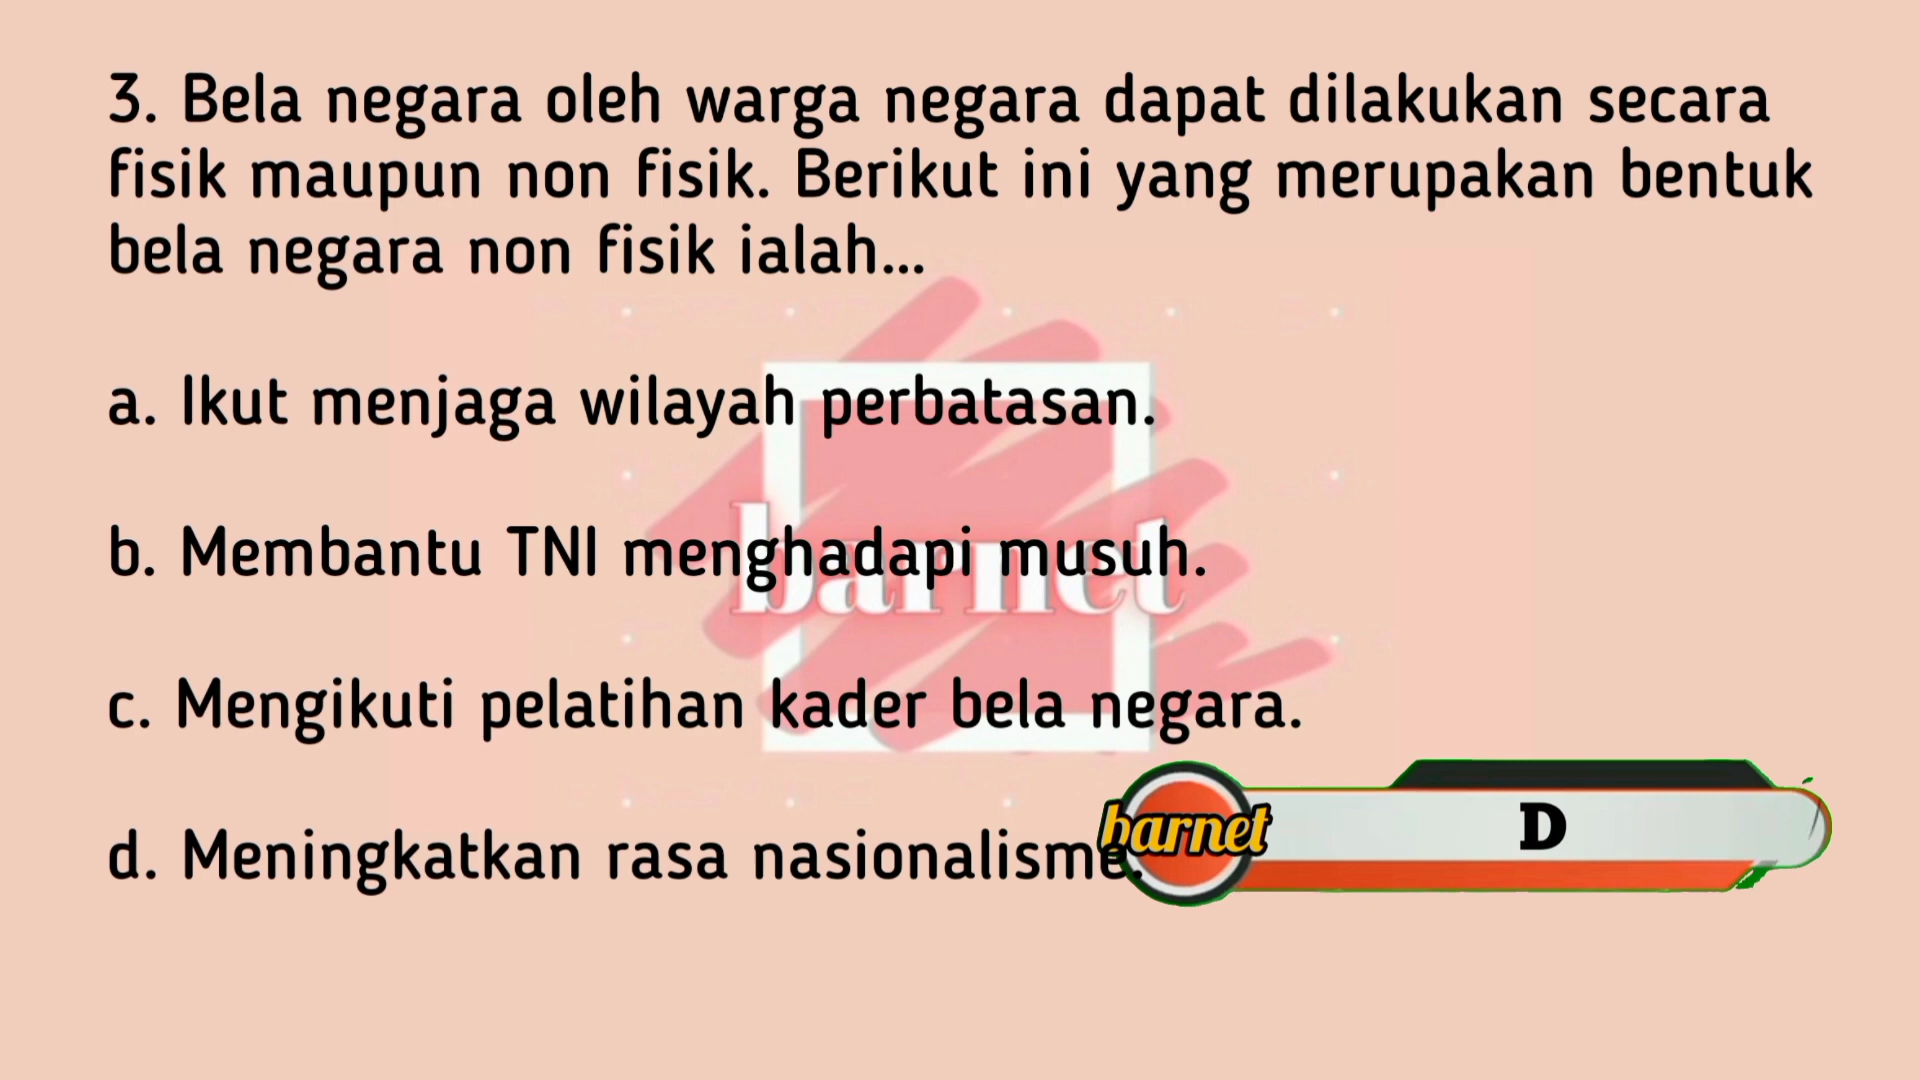 3. Bela negara oleh warga negara dapat dilakukan secara
fisik maupun non fisik. Berikut ini yang merupakan bentuk
bela negara non fisik ialah...
a. Ikut menjaga wilayah perbatasan.
b. Membantu TNI menghadapi musuh.
barnet
c. Mengikuti pelatihan kader bela negara.
d. Meningkatkan rasa nasionalisme.
barnet
D